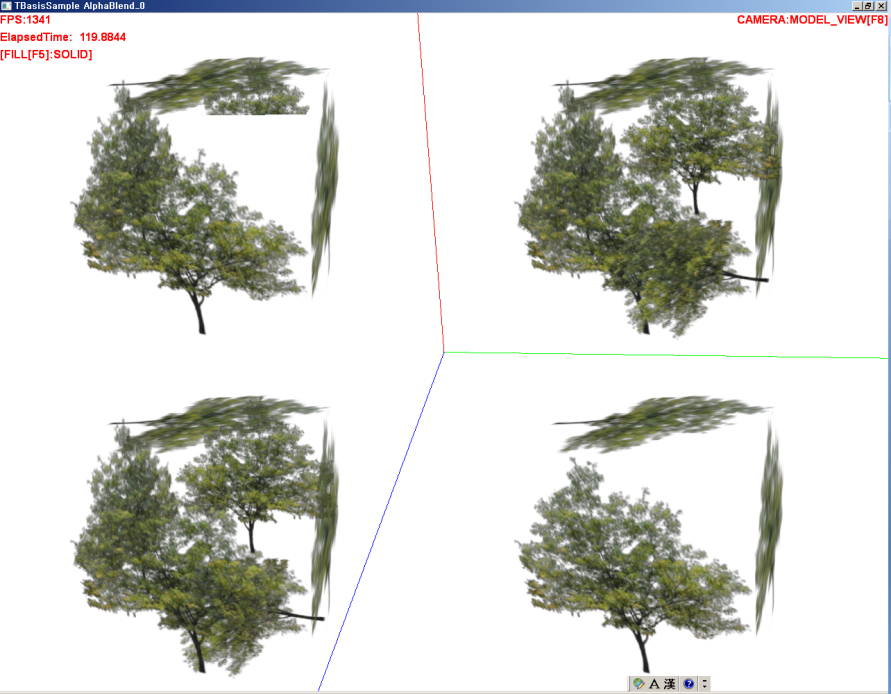 TBasisSample AlphaBlend_0
FPS:1341
CAMERA:MODEL_VIEW[F8]
ElapsedTime: 119.8844
[FILL[F5]:SOLID]
A 漢 ?